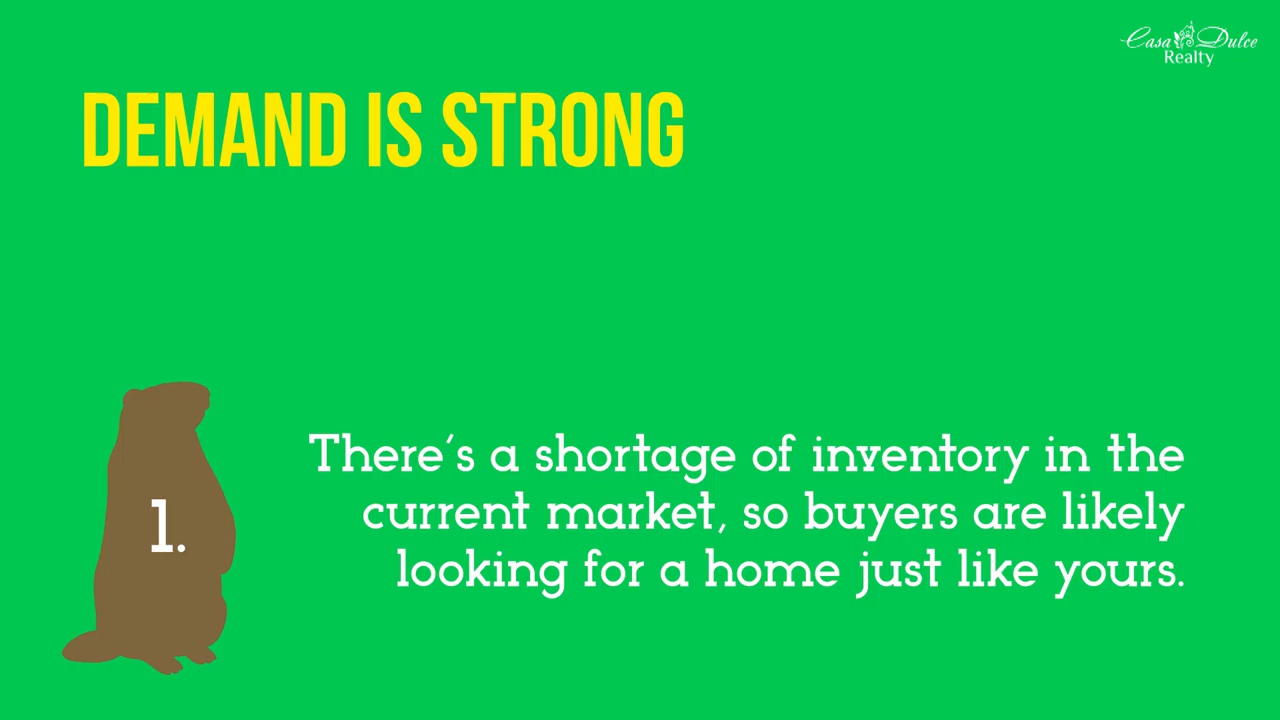 Casa Dulce
Realty
DEMAND IS STRONG
There's a shortage of inventory in the
current market, so buyers are likely
looking for a home just like yours.
1.